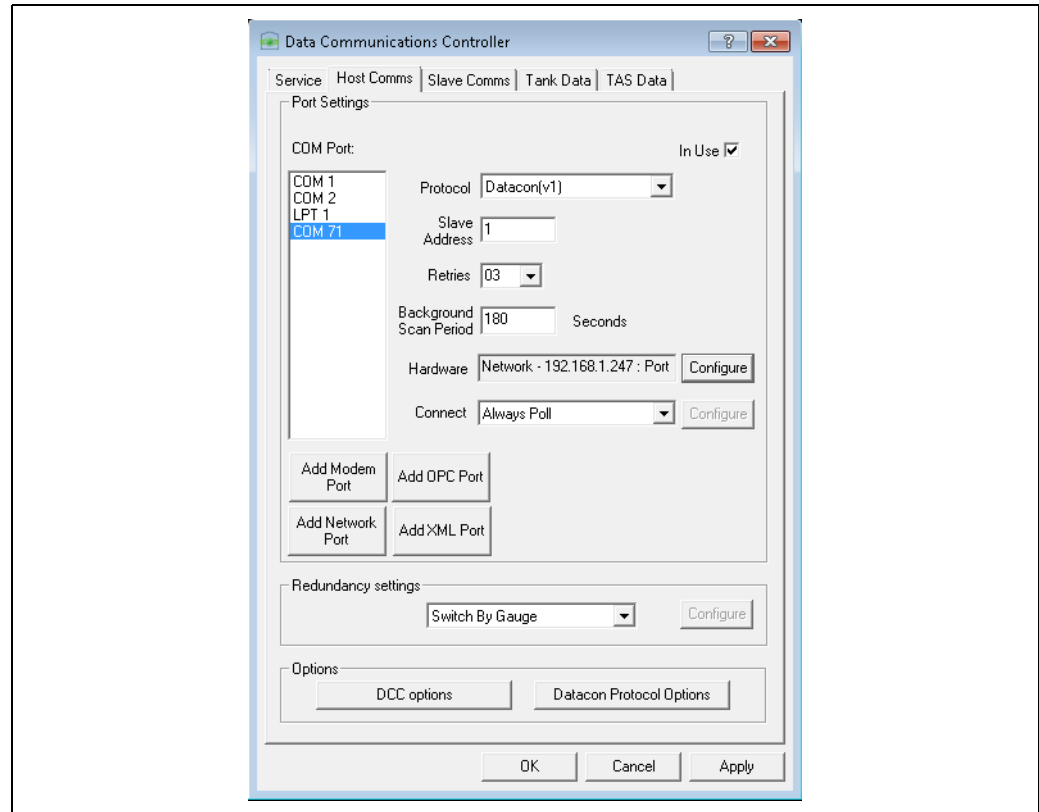 Data Communications Controller
Service Host Comms Slave Comms Tank Data TAS Data
Port Settings
COM Port:
In Use
COM 1
COM 2
LPT 1
COM 71
Protocol Datacon(v1)
Slave
Address 1
Retries 03
Background
Scan Period 180 Seconds
Hardware Network - 192.168.1.247 : Port Configure
Connect Always Poll Configure
Add Modem
Port
Add OPC Port
Add Network
Port
Add XML Port
Redundancy settings
Switch By Gauge Configure
Options
DCC options Datacon Protocol Options
OK Cancel Apply